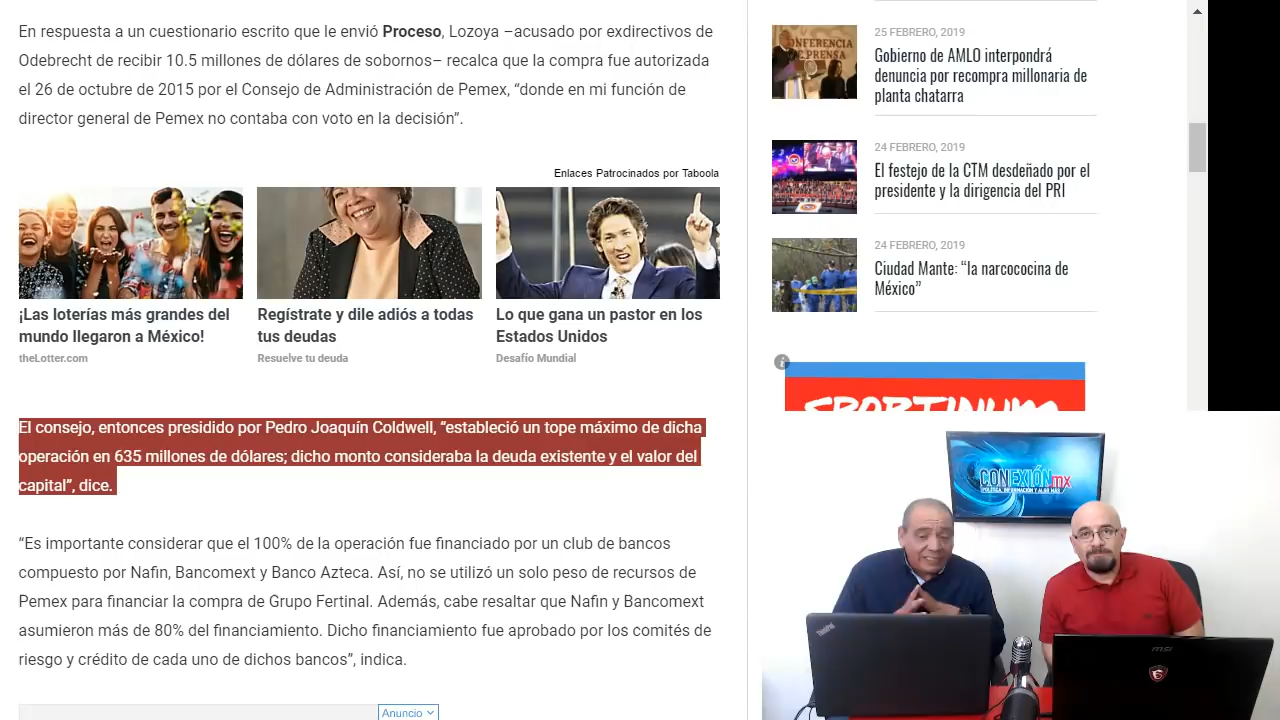 En respuesta a un cuestionario escrito que le envió Proceso, Lozoya –acusado por exdirectivos de
Odebrecht de recibir 10.5 millones de dólares de sobornos– recalca que la compra fue autorizada
el 26 de octubre de 2015 por el Consejo de Administración de Pemex, “donde en mi función de
director general de Pemex no contaba con voto en la decisión”.
Enlaces Patrocinados por Taboola
¡Las loterías más grandes del
mundo llegaron a México!
theLotter.com
Regístrate y dile adiós a todas
tus deudas
Resuelve tu deuda
Lo que gana un pastor en los
Estados Unidos
Desafío Mundial
El consejo, entonces presidido por Pedro Joaquín Coldwell, “estableció un tope máximo de dicha
operación en 635 millones de dólares; dicho monto consideraba la deuda existente y el valor del
capital”, dice.
“Es importante considerar que el 100% de la operación fue financiado por un club de bancos
compuesto por Nafin, Bancomext y Banco Azteca. Así, no se utilizó un solo peso de recursos de
Pemex para financiar la compra de Grupo Fertinal. Además, cabe resaltar que Nafin y Bancomext
asumieron más de 80% del financiamiento. Dicho financiamiento fue aprobado por los comités de
riesgo y crédito de cada uno de dichos bancos”, indica.
Anuncio
25 FEBRERO, 2019
Gobierno de AMLO interpondrá
denuncia por recompra millonaria de
planta chatarra
CONFERENCIA
DE PRENSA
24 FEBRERO, 2019
El festejo de la CTM desdeñado por el
presidente y la dirigencia del PRI
24 FEBRERO, 2019
Ciudad Mante: “la narcococina de
México”
i
SPORTINUM
CONEXIÓN MX
POLÍTICA, INFORMACIÓN Y ALGO MÁS
ThinkPad
msi